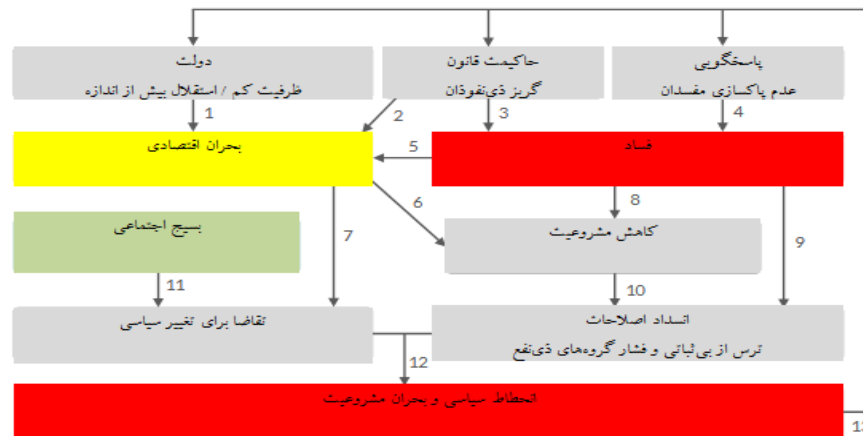 پاسخگویی
عدم پاکسازی مفسدان
حاکیمت قانون
گریز ذی‌نفوذان
دولت
ظرفیت کم / استقلال بیش از اندازه
4
3
2
1
فساد
5
بحران اقتصادی
9
8
6
7
کاهش مشروعیت
بسیج اجتماعی
10
11
انسداد اصلاحات
ترس از بی‌ثباتی و فشار گروه‌های ذی‌نفع
تقاضا برای تغییر سیاسی
12
انحطاط سیاسی و بحران مشروعیت